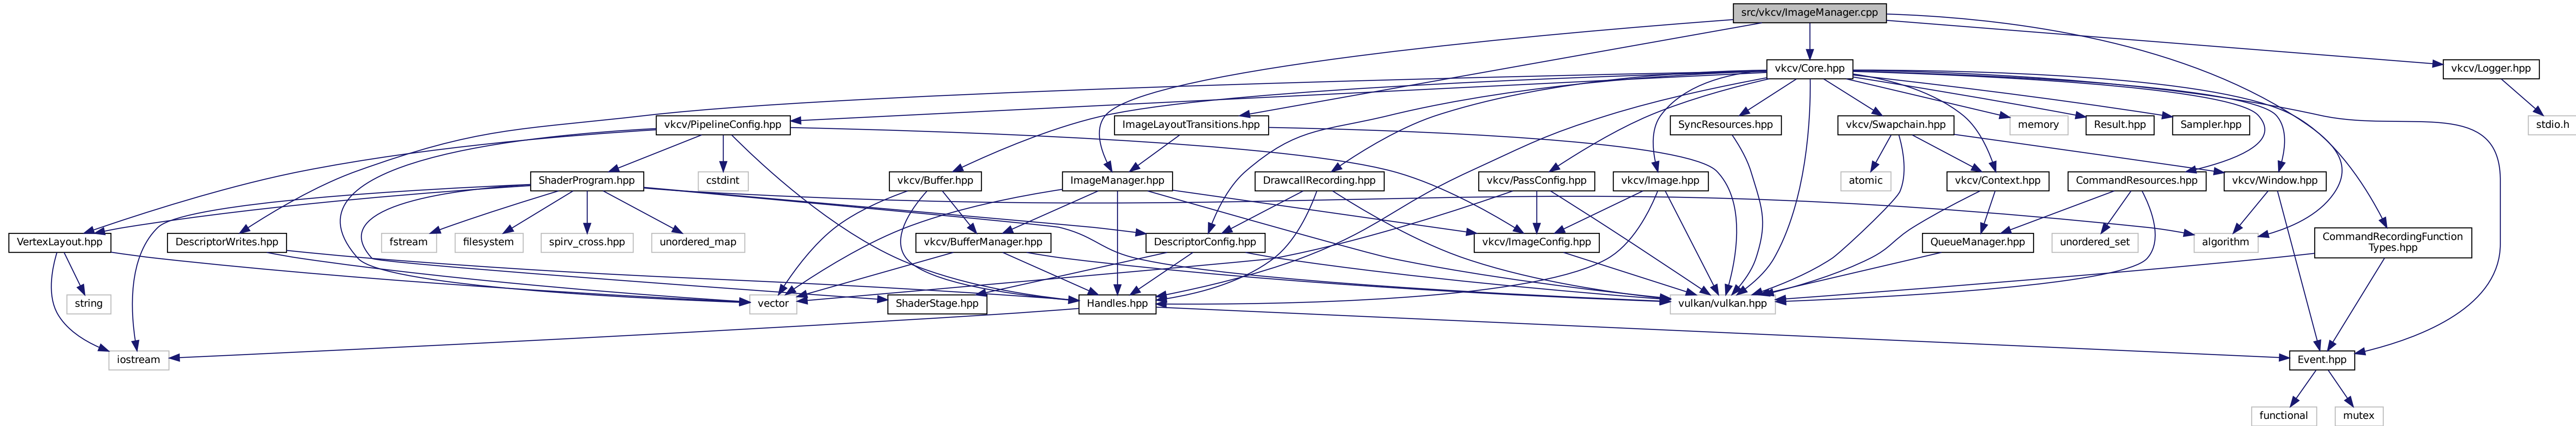 src/vkcv/ImageManager.cpp
vkcv/Core.hpp
vkcv/Logger.hpp
vkcv/PipelineConfig.hpp
ImageLayoutTransitions.hpp
SyncResources.hpp
vkcv/Swapchain.hpp
memory
Result.hpp
Sampler.hpp
stdio.h
ShaderProgram.hpp
cstdint
vkcv/Buffer.hpp
ImageManager.hpp
DrawcallRecording.hpp
vkcv/PassConfig.hpp
vkcv/Image.hpp
atomic
vkcv/Context.hpp
CommandResources.hpp
vkcv/Window.hpp
VertexLayout.hpp
DescriptorWrites.hpp
fstream
filesystem
spirv_cross.hpp
unordered_map
vkcv/BufferManager.hpp
DescriptorConfig.hpp
vkcv/ImageConfig.hpp
QueueManager.hpp
unordered_set
algorithm
CommandRecordingFunction
Types.hpp
string
vector
ShaderStage.hpp
Handles.hpp
vulkan/vulkan.hpp
iostream
Event.hpp
functional
mutex